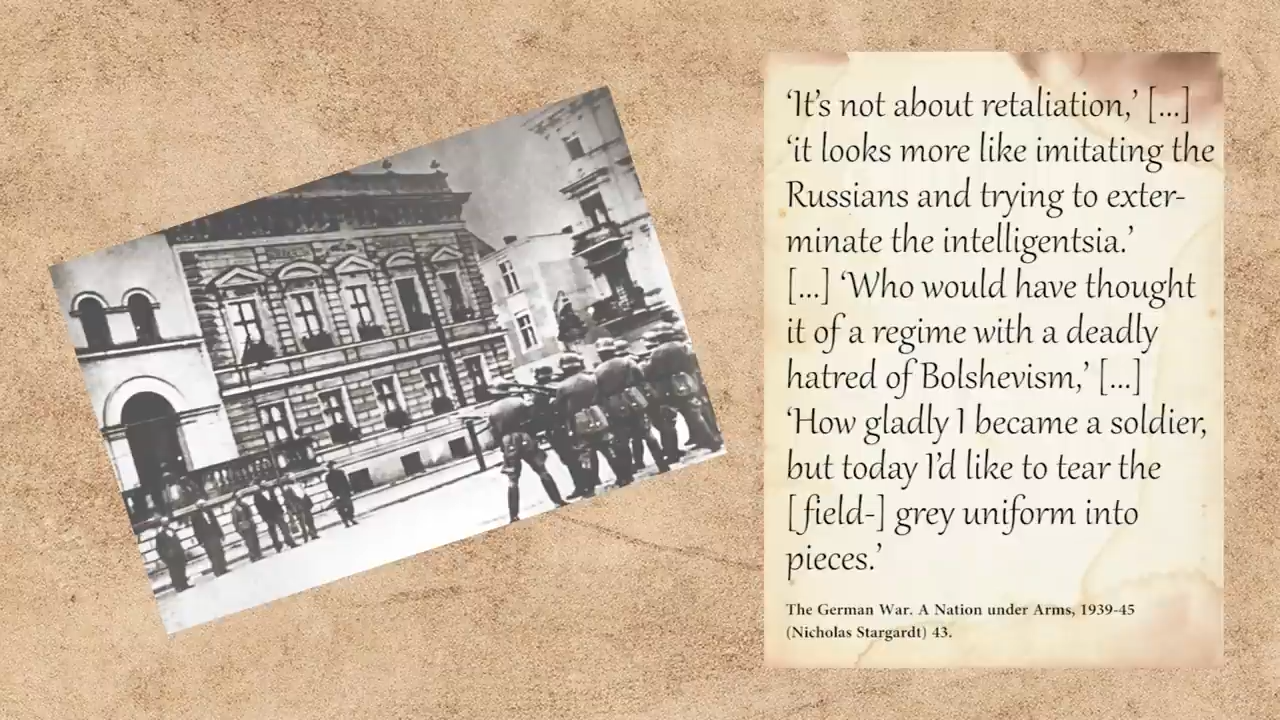 ‘It’s not about retaliation,’ [...]
‘it looks more like imitating the
Russians and trying to exter-
minate the intelligentsia.’
[...] ‘Who would have thought
it of a regime with a deadly
hatred of Bolshevism,’ [...]
‘How gladly I became a soldier,
but today I’d like to tear the
[field-] grey uniform into
pieces.’
The German War. A Nation under Arms, 1939-45
(Nicholas Stargardt) 43.